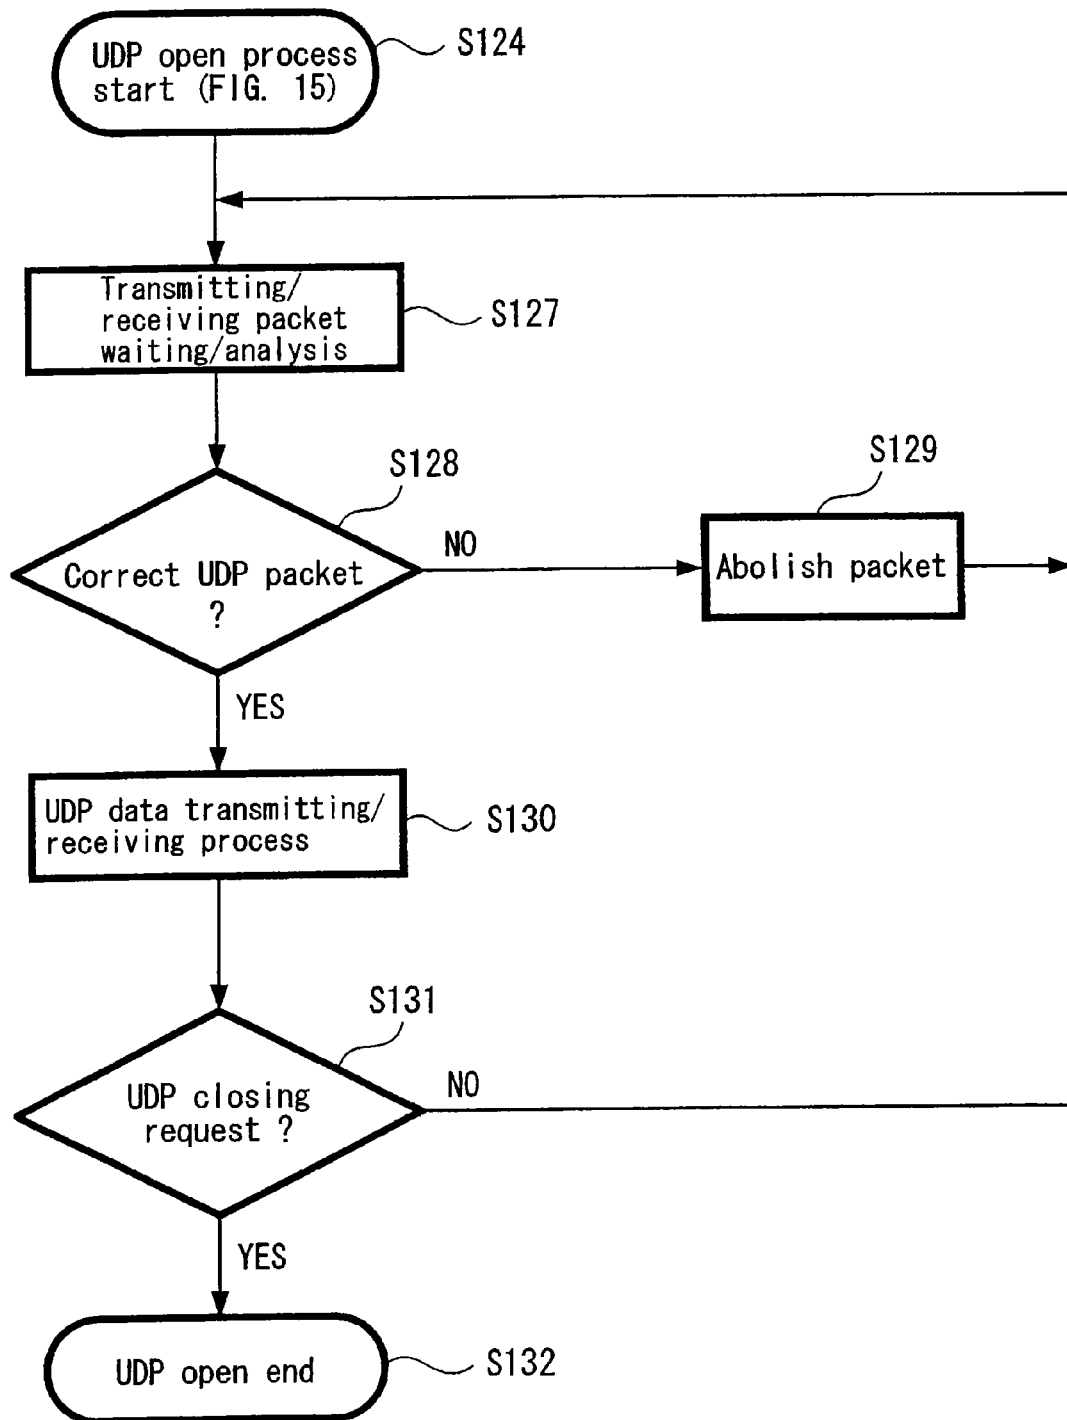 UDP open process
start (FIG. 15)
S124
Transmitting/
receiving packet
waiting/analysis
S127
S128
Correct UDP packet
?
NO
S129
Abolish packet
YES
UDP data transmitting/
receiving process
S130
S131
UDP closing
request ?
NO
YES
UDP open end
S132